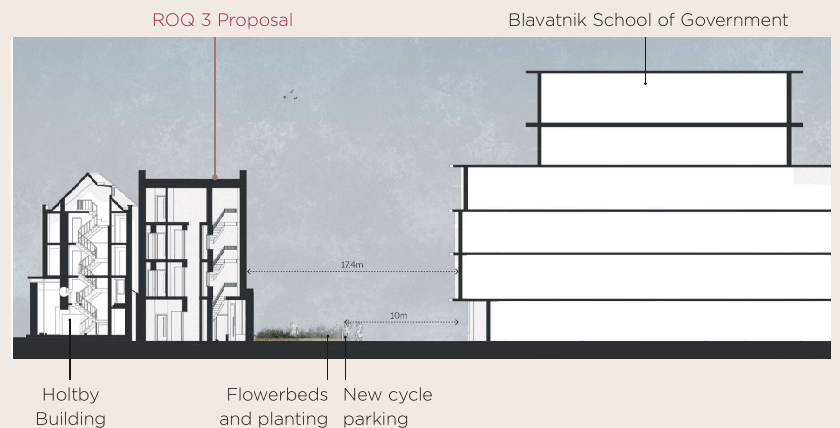 ROQ 3 Proposal
Blavatnik School of Government
17.4m
10m
Holtby
Building
Flowerbeds
and planting
New cycle
parking